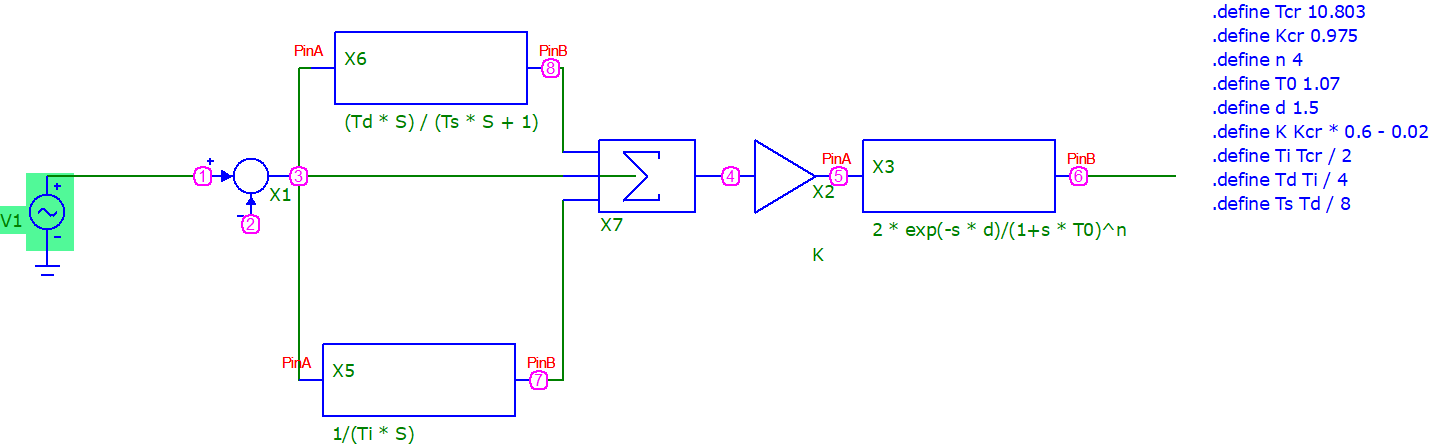 .define Tcr 10.803
.define Kcr 0.975
.define n 4
.define T0 1.07
.define d 1.5
.define K Kcr * 0.6 - 0.02
.define Ti Tcr / 2
.define Td Ti / 4
.define Ts Td / 8
PinA
X6
PinB
8
(Td * S) / (Ts * S + 1)
V1
+
-
1
+
-
2
X1
3
X7
4
X2
K
PinA
5
X3
PinB
6
2 * exp(-s * d)/(1+s * T0)^n
PinA
X5
PinB
7
1/(Ti * S)